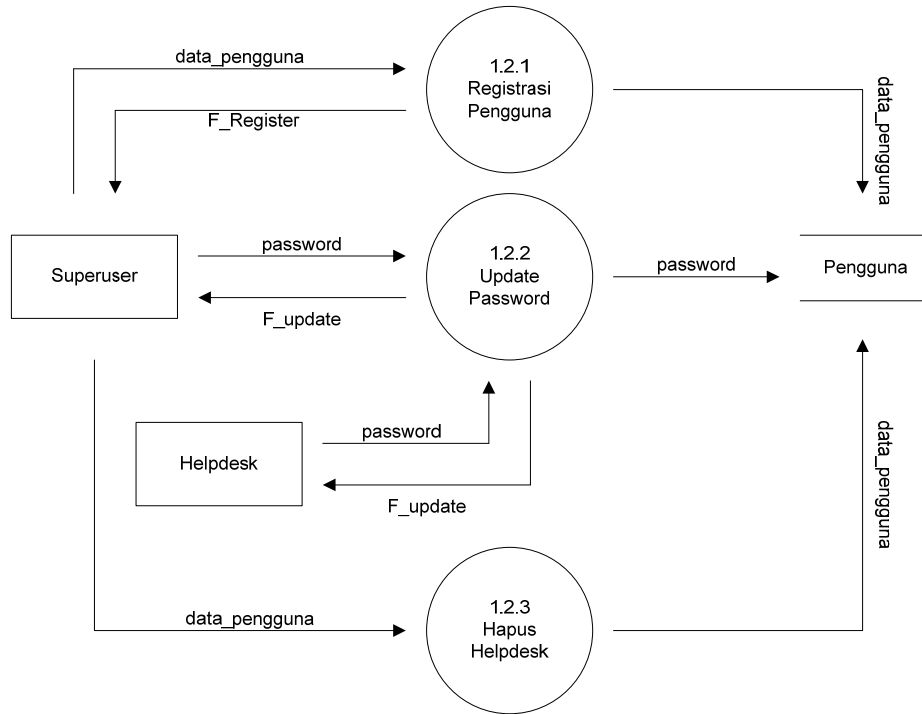 data_pengguna
1.2.1
Registrasi
Pengguna
F_Register
data_pengguna
Superuser
password
F_update
1.2.2
Update
Password
password
Pengguna
Helpdesk
password
F_update
data_pengguna
data_pengguna
1.2.3
Hapus
Helpdesk